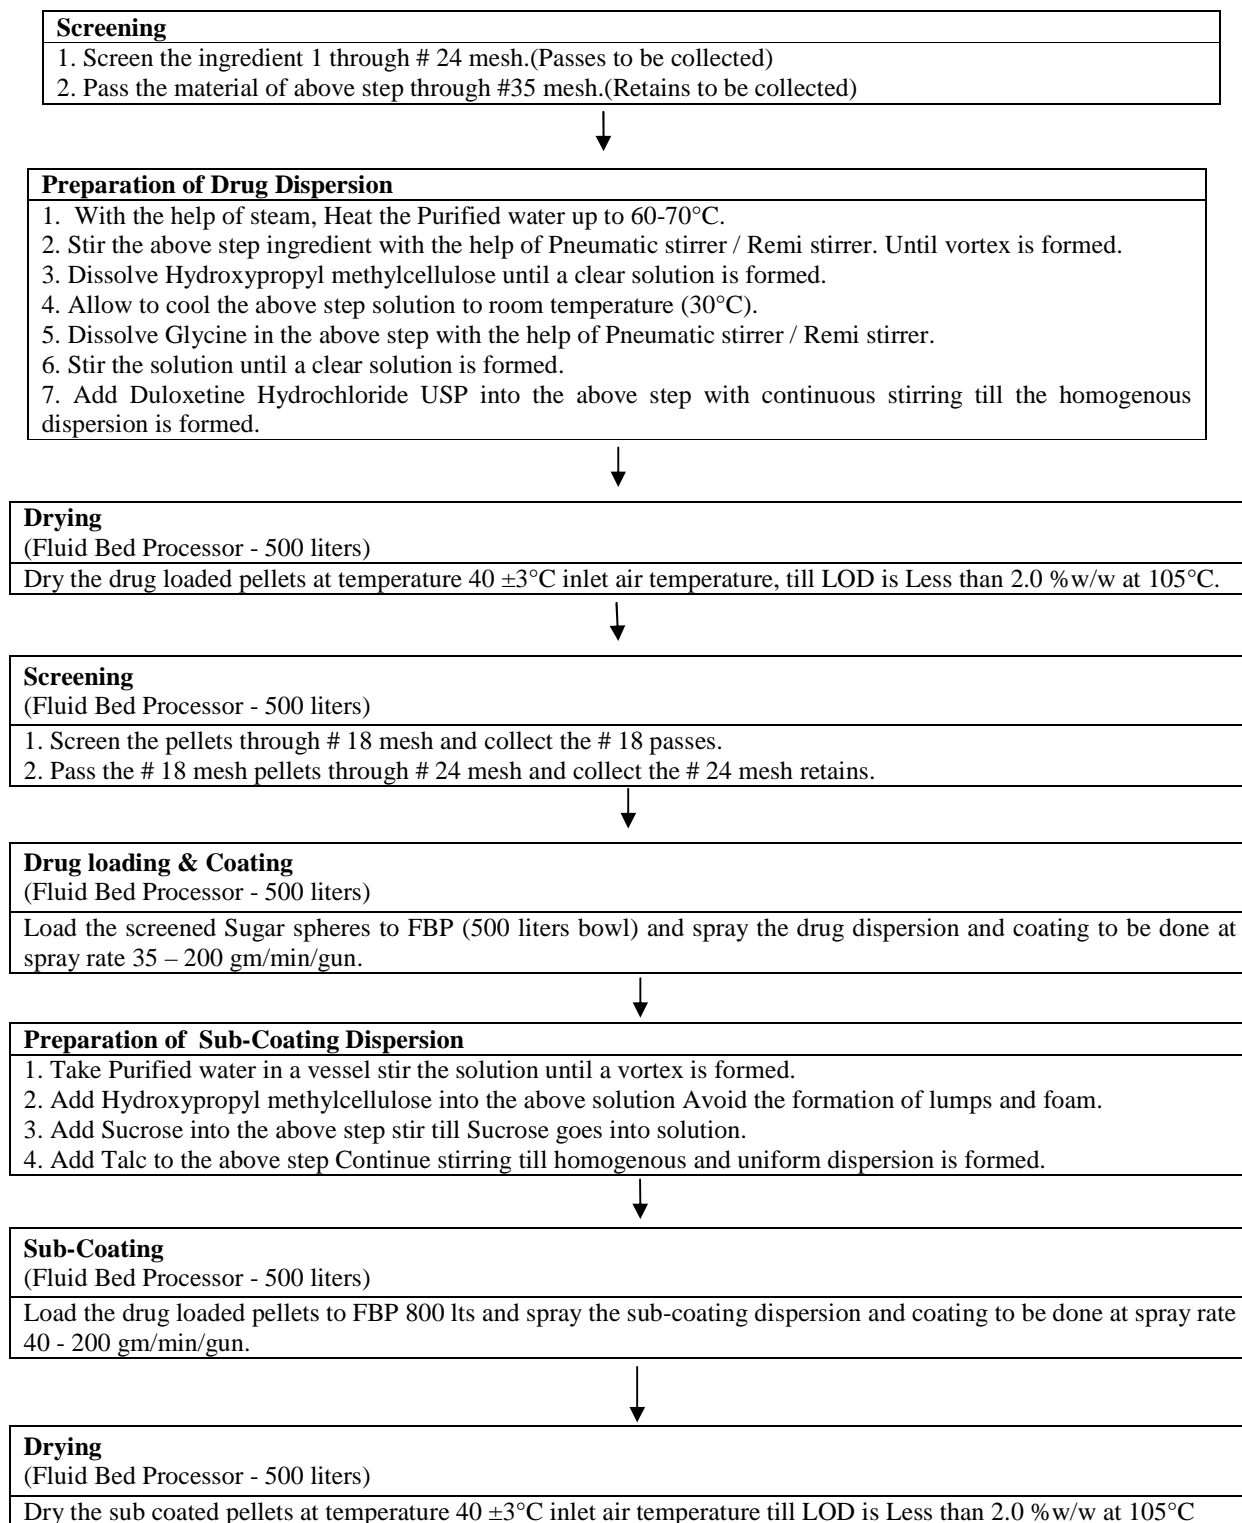 Screening
1. Screen the ingredient 1 through # 24 mesh.(Passes to be collected)
2. Pass the material of above step through #35 mesh.(Retains to be collected)
Preparation of Drug Dispersion
1. With the help of steam, Heat the Purified water up to 60-70°C.
2. Stir the above step ingredient with the help of Pneumatic stirrer / Remi stirrer. Until vortex is formed.
3. Dissolve Hydroxypropyl methylcellulose until a clear solution is formed.
4. Allow to cool the above step solution to room temperature (30°C).
5. Dissolve Glycine in the above step with the help of Pneumatic stirrer / Remi stirrer.
6. Stir the solution until a clear solution is formed.
7. Add Duloxetine Hydrochloride USP into the above step with continuous stirring till the homogenous
dispersion is formed.
Drying
(Fluid Bed Processor - 500 liters)
Dry the drug loaded pellets at temperature 40 ±3°C inlet air temperature, till LOD is Less than 2.0 %w/w at 105°C.
Screening
(Fluid Bed Processor - 500 liters)
1. Screen the pellets through # 18 mesh and collect the # 18 passes.
2. Pass the # 18 mesh pellets through # 24 mesh and collect the # 24 mesh retains.
Drug loading & Coating
(Fluid Bed Processor - 500 liters)
Load the screened Sugar spheres to FBP (500 liters bowl) and spray the drug dispersion and coating to be done at
spray rate 35 – 200 gm/min/gun.
Preparation of Sub-Coating Dispersion
1. Take Purified water in a vessel stir the solution until a vortex is formed.
2. Add Hydroxypropyl methylcellulose into the above solution Avoid the formation of lumps and foam.
3. Add Sucrose into the above step stir till Sucrose goes into solution.
4. Add Talc to the above step Continue stirring till homogenous and uniform dispersion is formed.
Sub-Coating
(Fluid Bed Processor - 500 liters)
Load the drug loaded pellets to FBP 800 lts and spray the sub-coating dispersion and coating to be done at spray rate
40 - 200 gm/min/gun.
Drying
(Fluid Bed Processor - 500 liters)
Dry the sub coated pellets at temperature 40 ±3°C inlet air temperature till LOD is Less than 2.0 %w/w at 105°C